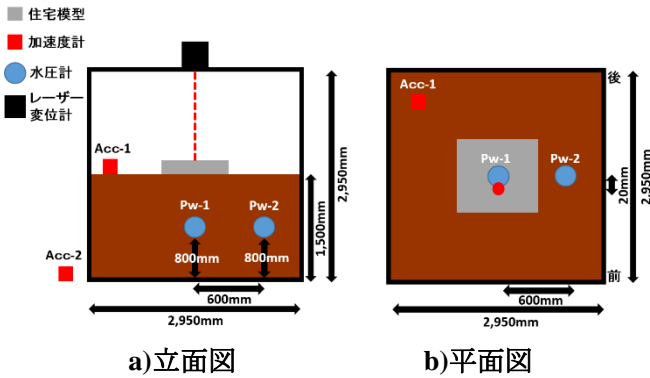 住宅模型
加速度計
水圧計
レーザー
変位計
Acc-1
Acc-2
Pw-1
Pw-2
800mm
800mm
600mm
2,950mm
1,500mm
2,950mm
a)立面図
後
Acc-1
Pw-1
Pw-2
20mm
2,950mm
前
600mm
2,950mm
b)平面図